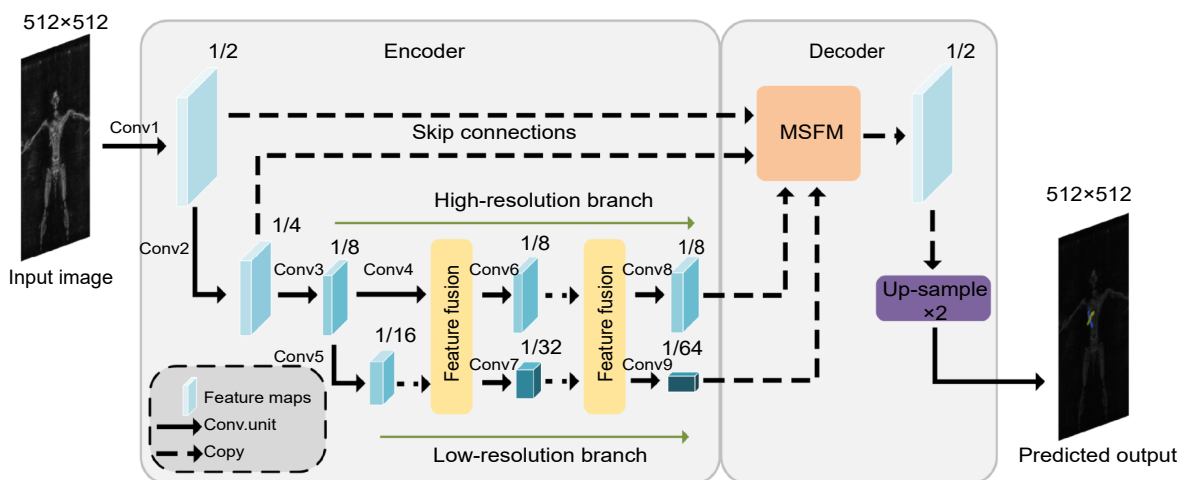 512×512
Input image
Conv1
Encoder
1/2
Skip connections
Conv2
1/4
High-resolution branch
Conv3
1/8
Conv4
Feature fusion
Conv6
1/8
Feature fusion
Conv8
1/8
Conv5
1/16
Conv7
1/32
Conv9
1/64
Low-resolution branch
Feature maps
Conv.unit
Copy
Decoder
MSFM
1/2
Up-sample
×2
512×512
Predicted output